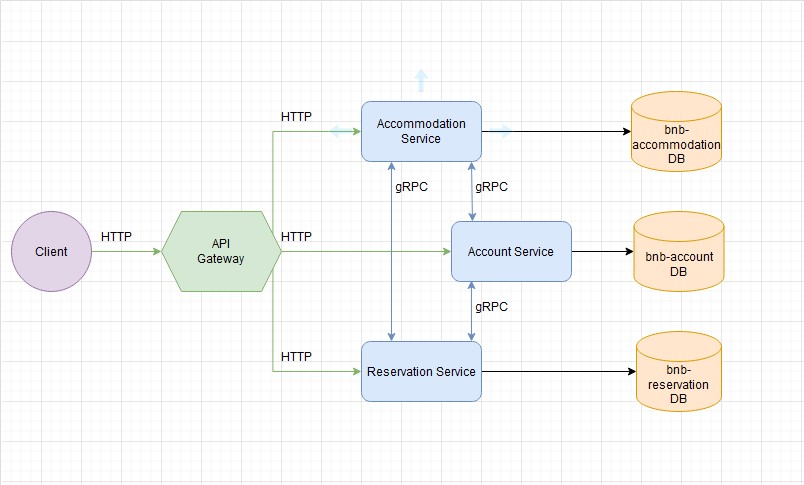 HTTP
Accommodation
Service
bnb-
accommodation
DB
gRPC
gRPC
Client
HTTP
API
Gateway
HTTP
Account Service
bnb-account
DB
gRPC
HTTP
Reservation Service
bnb-
reservation
DB